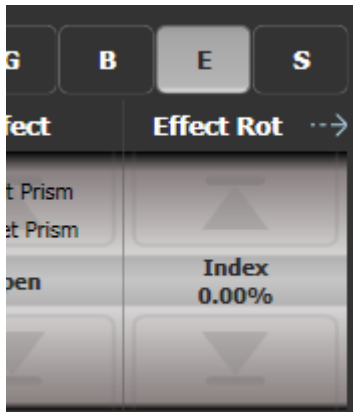 G B E S
fect Effect Rot
t Prism
et Prism
pen Index
0.00%